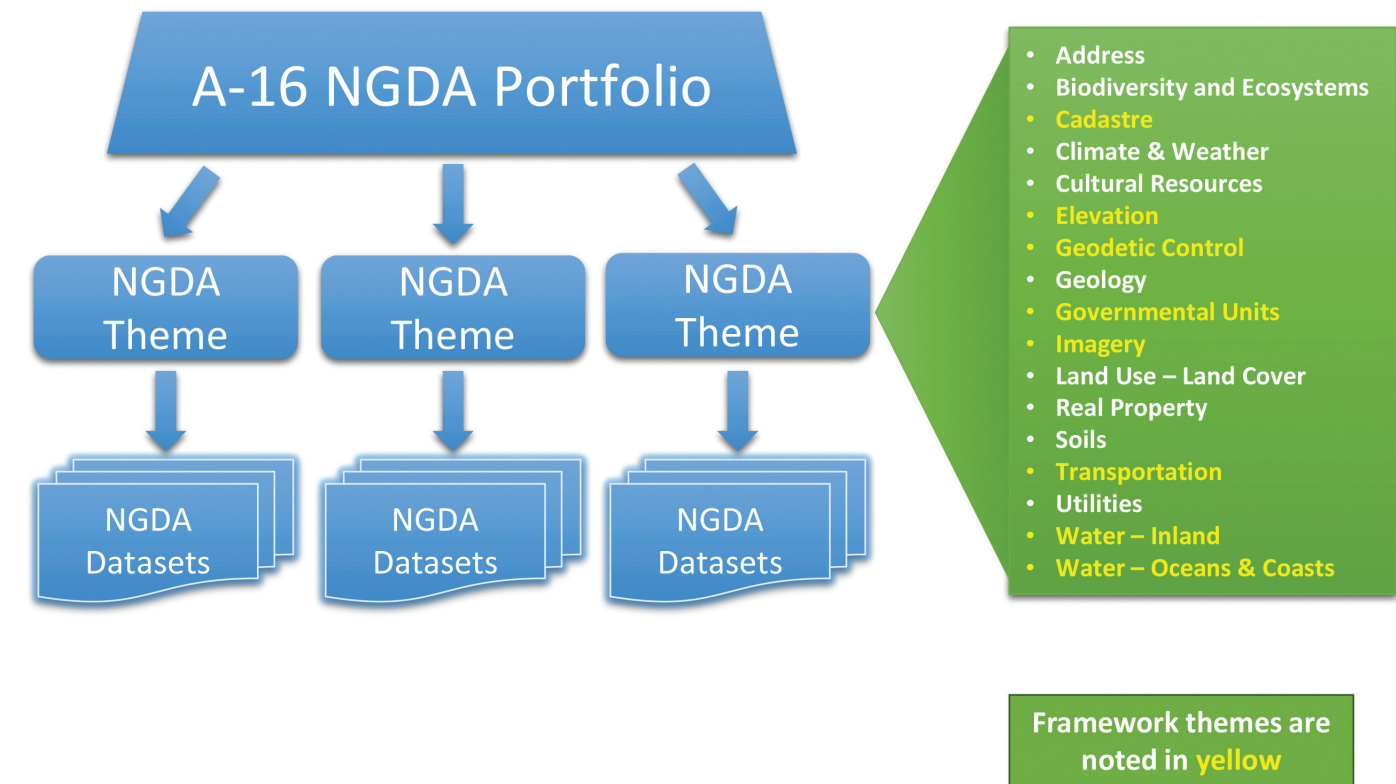 A-16 NGDA Portfolio
NGDA
Theme
NGDA
Theme
NGDA
Theme
NGDA
Datasets
NGDA
Datasets
NGDA
Datasets
• Address
• Biodiversity and Ecosystems
• Cadastre
• Climate & Weather
• Cultural Resources
• Elevation
• Geodetic Control
• Geology
• Governmental Units
• Imagery
• Land Use – Land Cover
• Real Property
• Soils
• Transportation
• Utilities
• Water – Inland
• Water – Oceans & Coasts
Framework themes are
noted in yellow